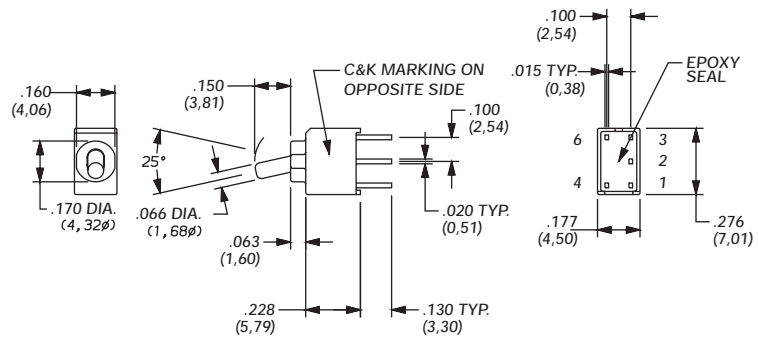 .160
(4,06)
.170 DIA.
(4,32ø)
25°
.150
(3,81)
.066 DIA.
(1,68ø)
.063
(1,60)
C&K MARKING ON
OPPOSITE SIDE
.100
(2,54)
.020 TYP.
(0,51)
.228
(5,79)
.130 TYP.
(3,30)
.100
(2,54)
.015 TYP.
(0,38)
EPOXY
SEAL
6 3
2
4 1
.177
(4,50)
.276
(7,01)